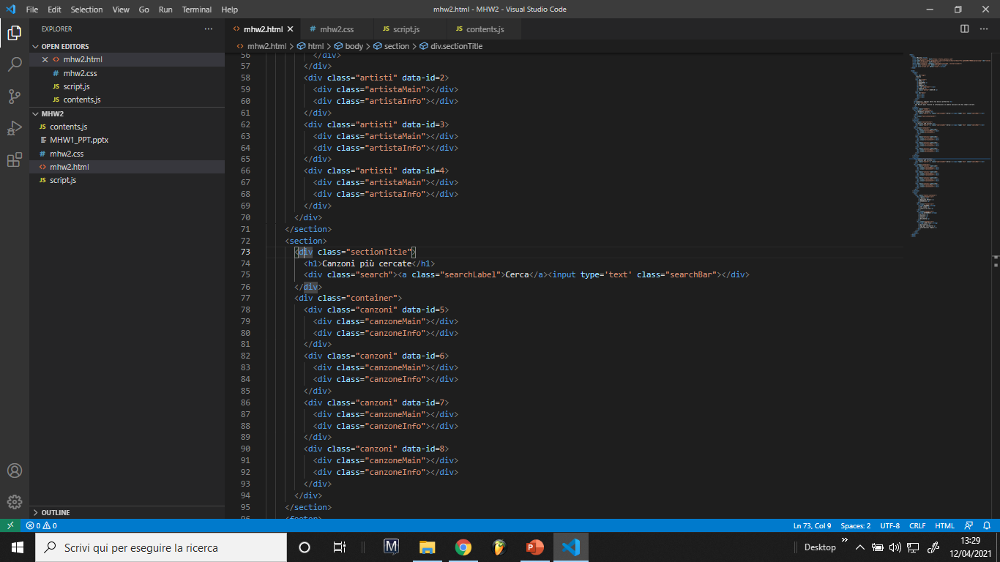 File Edit Selection View Go Run Terminal Help
mhw2.html - MHW2 - Visual Studio Code
EXPLORER
OPEN EDITORS
mhw2.html
mhw2.css
script.js
contents.js
MHW2
contents.js
MHW1_PPT.pptx
mhw2.css
mhw2.html
script.js
OUTLINE
mhw2.html mhw2.css script.js contents.js
mhw2.html > html > body > section > div.sectionTitle
56 </div>
57 </div>
58 <div class="artisti" data-id=2>
59 <div class="artistaMain"></div>
60 <div class="artistaInfo"></div>
61 </div>
62 <div class="artisti" data-id=3>
63 <div class="artistaMain"></div>
64 <div class="artistaInfo"></div>
65 </div>
66 <div class="artisti" data-id=4>
67 <div class="artistaMain"></div>
68 <div class="artistaInfo"></div>
69 </div>
70 </div>
71 </section>
72 <section>
73 <div class="sectionTitle">
74 <h1>Canzoni più cercate</h1>
75 <div class="search"><a class="searchLabel">Cerca</a><input type='text' class="searchBar"></div>
76 </div>
77 <div class="container">
78 <div class="canzoni" data-id=5>
79 <div class="canzoneMain"></div>
80 <div class="canzoneInfo"></div>
81 </div>
82 <div class="canzoni" data-id=6>
83 <div class="canzoneMain"></div>
84 <div class="canzoneInfo"></div>
85 </div>
86 <div class="canzoni" data-id=7>
87 <div class="canzoneMain"></div>
88 <div class="canzoneInfo"></div>
89 </div>
90 <div class="canzoni" data-id=8>
91 <div class="canzoneMain"></div>
92 <div class="canzoneInfo"></div>
93 </div>
94 </div>
95 </section>
96 <footer>
0 0
Ln 73, Col 9 Spaces: 2 UTF-8 CRLF HTML
Scrivi qui per eseguire la ricerca
Desktop
13:29
12/04/2021